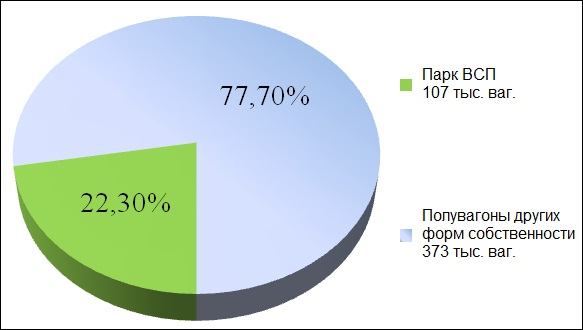 77,70%
22,30%
Парк ВСП
107 тыс. ваг.
Полувагоны других
форм собственности
373 тыс. ваг.